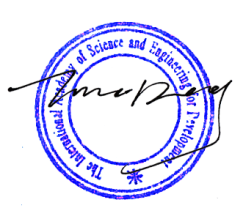 The International Academy of Science and Engineering for Development